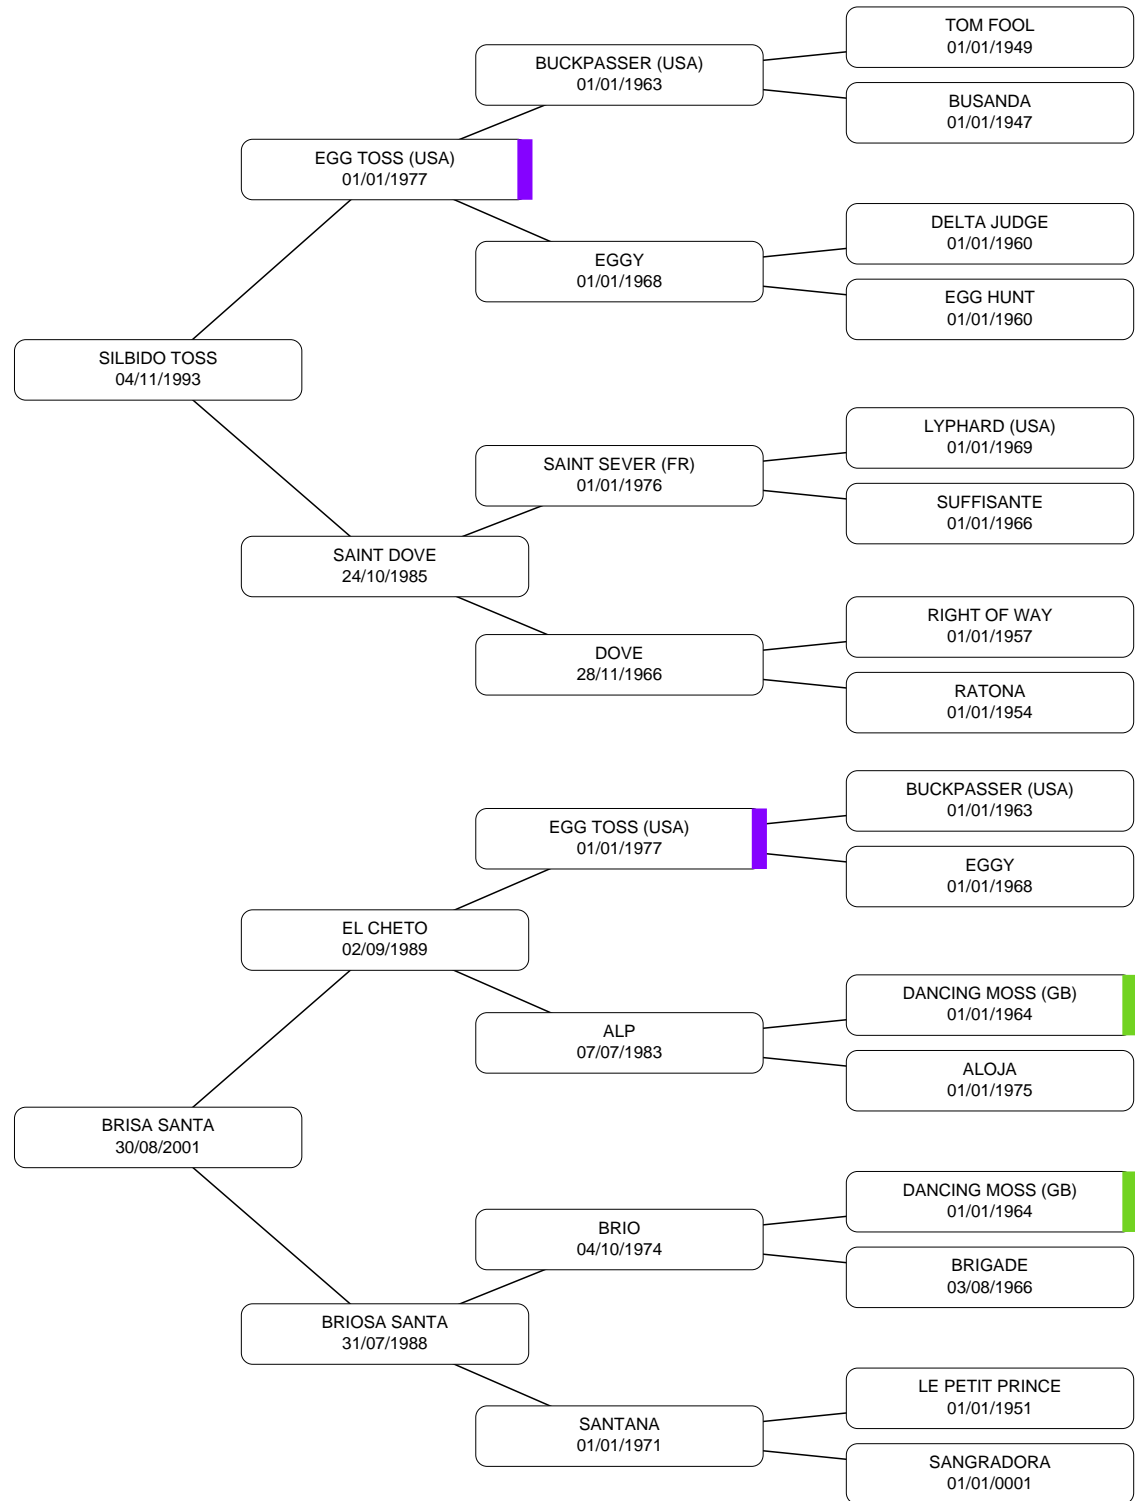 TOM FOOL
01/01/1949
BUCKPASSER (USA)
01/01/1963
BUSANDA
01/01/1947
EGG TOSS (USA)
01/01/1977
DELTA JUDGE
01/01/1960
EGGY
01/01/1968
EGG HUNT
01/01/1960
SILBIDO TOSS
04/11/1993
LYPHARD (USA)
01/01/1969
SAINT SEVER (FR)
01/01/1976
SUFFISANTE
01/01/1966
SAINT DOVE
24/10/1985
RIGHT OF WAY
01/01/1957
DOVE
28/11/1966
RATONA
01/01/1954
BUCKPASSER (USA)
01/01/1963
EGG TOSS (USA)
01/01/1977
EGGY
01/01/1968
EL CHETO
02/09/1989
DANCING MOSS (GB)
01/01/1964
ALP
07/07/1983
ALOJA
01/01/1975
BRISA SANTA
30/08/2001
DANCING MOSS (GB)
01/01/1964
BRIO
04/10/1974
BRIGADE
03/08/1966
BRIOSA SANTA
31/07/1988
LE PETIT PRINCE
01/01/1951
SANTANA
01/01/1971
SANGRADORA
01/01/0001